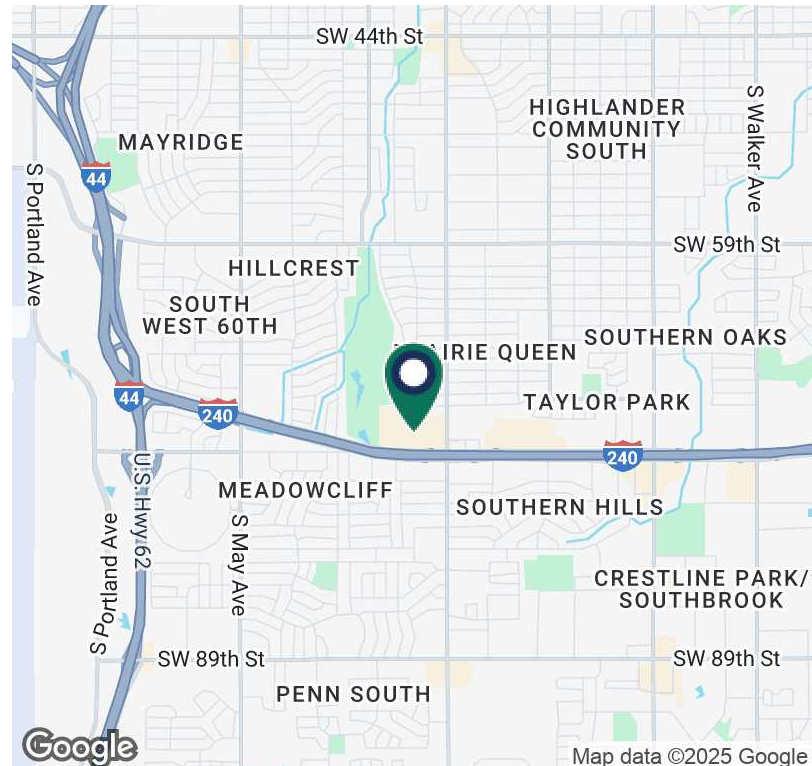 SW 44th St
HIGHLANDER
COMMUNITY
SOUTH
S Walker Ave
MAYRIDGE
44
S Portland Ave
SW 59th St
HILLCREST
SOUTH
WEST 60TH
SOUTHERN OAKS
IRIE QUEEN
TAYLOR PARK
44
240
240
U.S. Hwy 62
MEADOWCLIFF
SOUTHERN HILLS
S May Ave
S Portland Ave
CRESTLINE PARK/
SOUTHBROOK
SW 89th St
SW 89th St
PENN SOUTH
Google
Map data ©2025 Google